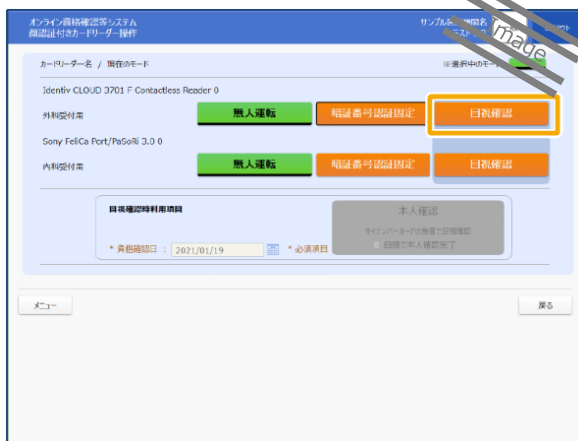 オンライン資格確認等システム
顔認証付きカードリーダー操作
Image
カードリーダー名 / 現在のモード
※選択中のモード
Identiv CLOUD 3701 F Contactless Reader 0
外科受付用
無人運転
暗証番号認証固定
目視確認
Sony FeliCa Port/PaSoRi 3.0 0
内科受付用
無人運転
暗証番号認証固定
目視確認
目視確認時利用項目
本人確認
マイナンバーカードの券面で目視確認
目視で本人確認完了
* 資格確認日 : 2021/01/19
* 必須項目
メニュー
戻る